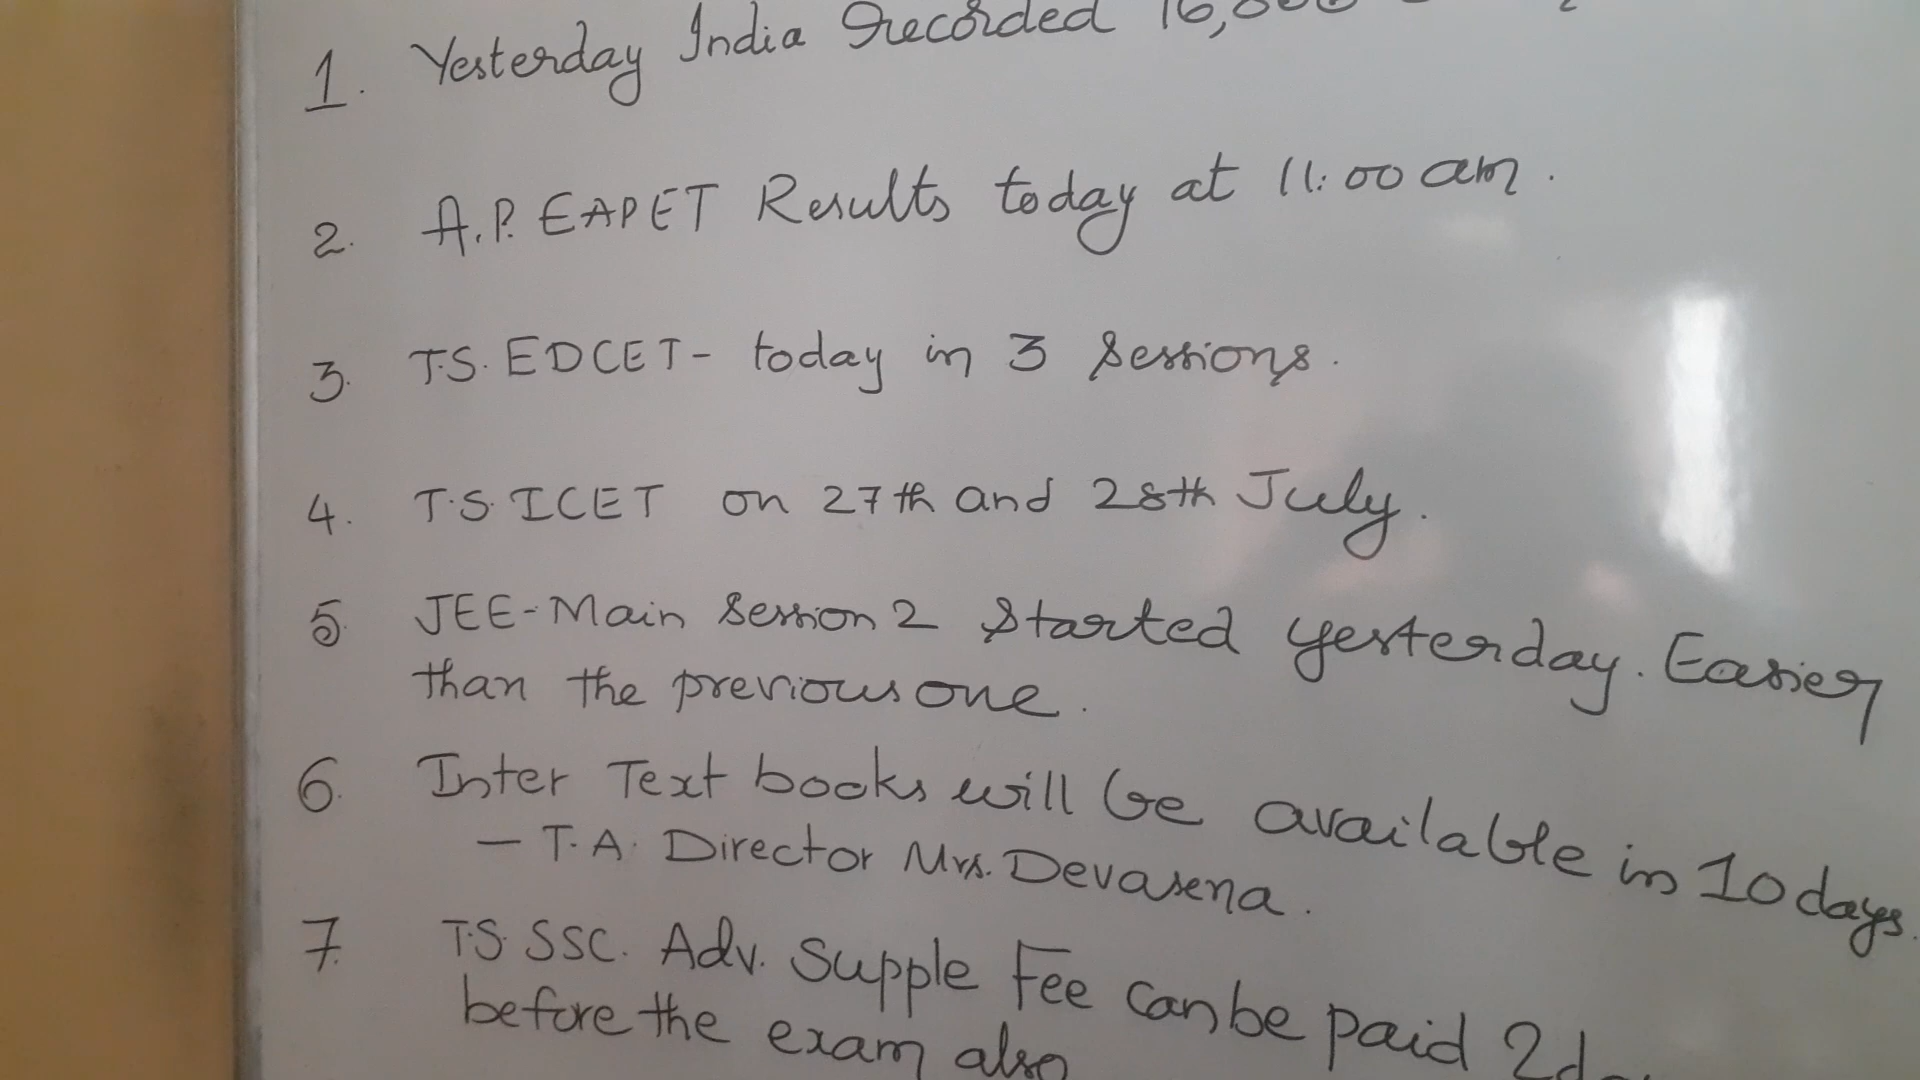 1. Yesterday India recorded
2. A.P. EAPET Results today at 11:00 am.
3. T.S. EDCET- today in 3 sessions.
4. T.S. ICET on 27th and 28th July.
5. JEE-Main Session 2 started yesterday. Easier
than the previous one.
6. Inter Text books will be available in 10 days.
- T.A. Director Mrs. Devasena.
7. T.S. SSC. Adv. Supple Fee can be paid 2
before the exam also